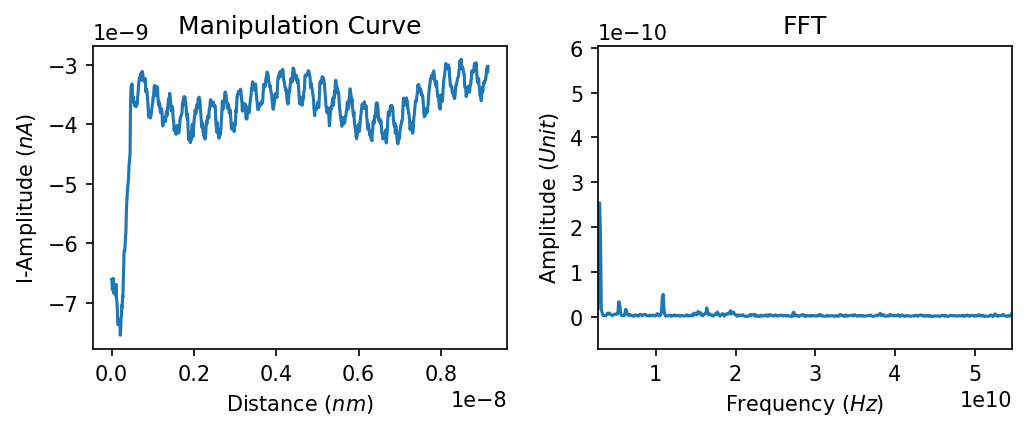 Manipulation Curve
1e−9
−3
−4
−5
−6
−7
I-Amplitude (nA)
0.0 0.2 0.4 0.6 0.8
Distance (nm)
1e−8
FFT
1e−10
6
5
4
3
2
1
0
Amplitude (Unit)
1 2 3 4 5
Frequency (Hz)
1e10